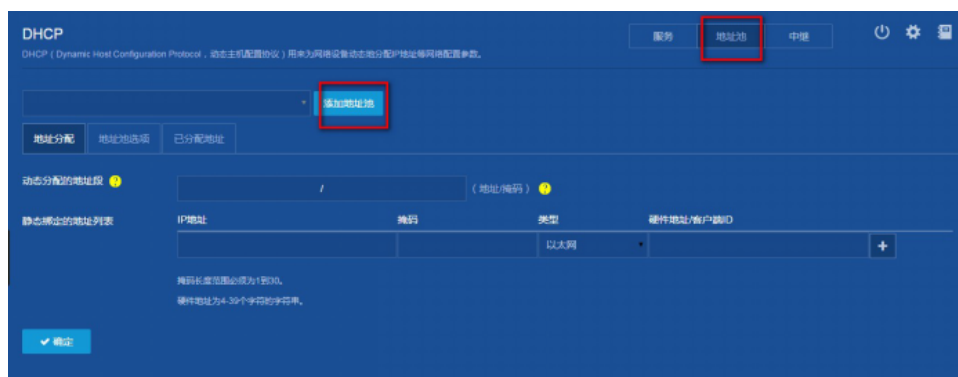 DHCP
DHCP（Dynamic Host Configuration Protocol，动态主机配置协议）用来为网络设备动态地分配IP地址等网络配置参数。
服务 地址池 中继
添加地址池
地址分配 地址池选项 已分配地址
动态分配的地址段 ? / （地址/掩码） ?
静态绑定的地址列表 IP地址 掩码 类型 硬件地址/客户端ID
以太网 +
掩码长度范围必须为1到30。
硬件地址为4-39个字符的字符串。
确定